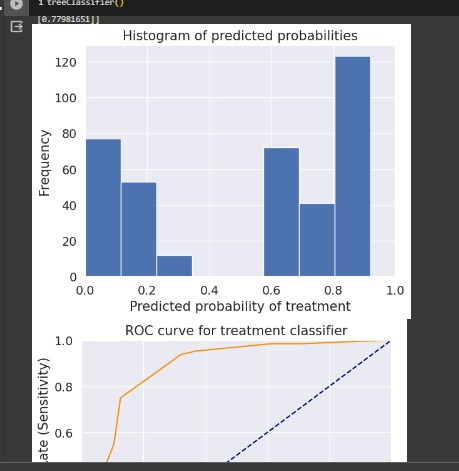 1 treeClassifier()
[0.77981651]]
Histogram of predicted probabilities
120
100
80
60
40
20
0
Frequency
0.0 0.2 0.4 0.6 0.8 1.0
Predicted probability of treatment
ROC curve for treatment classifier
1.0
0.8
0.6
ate (Sensitivity)